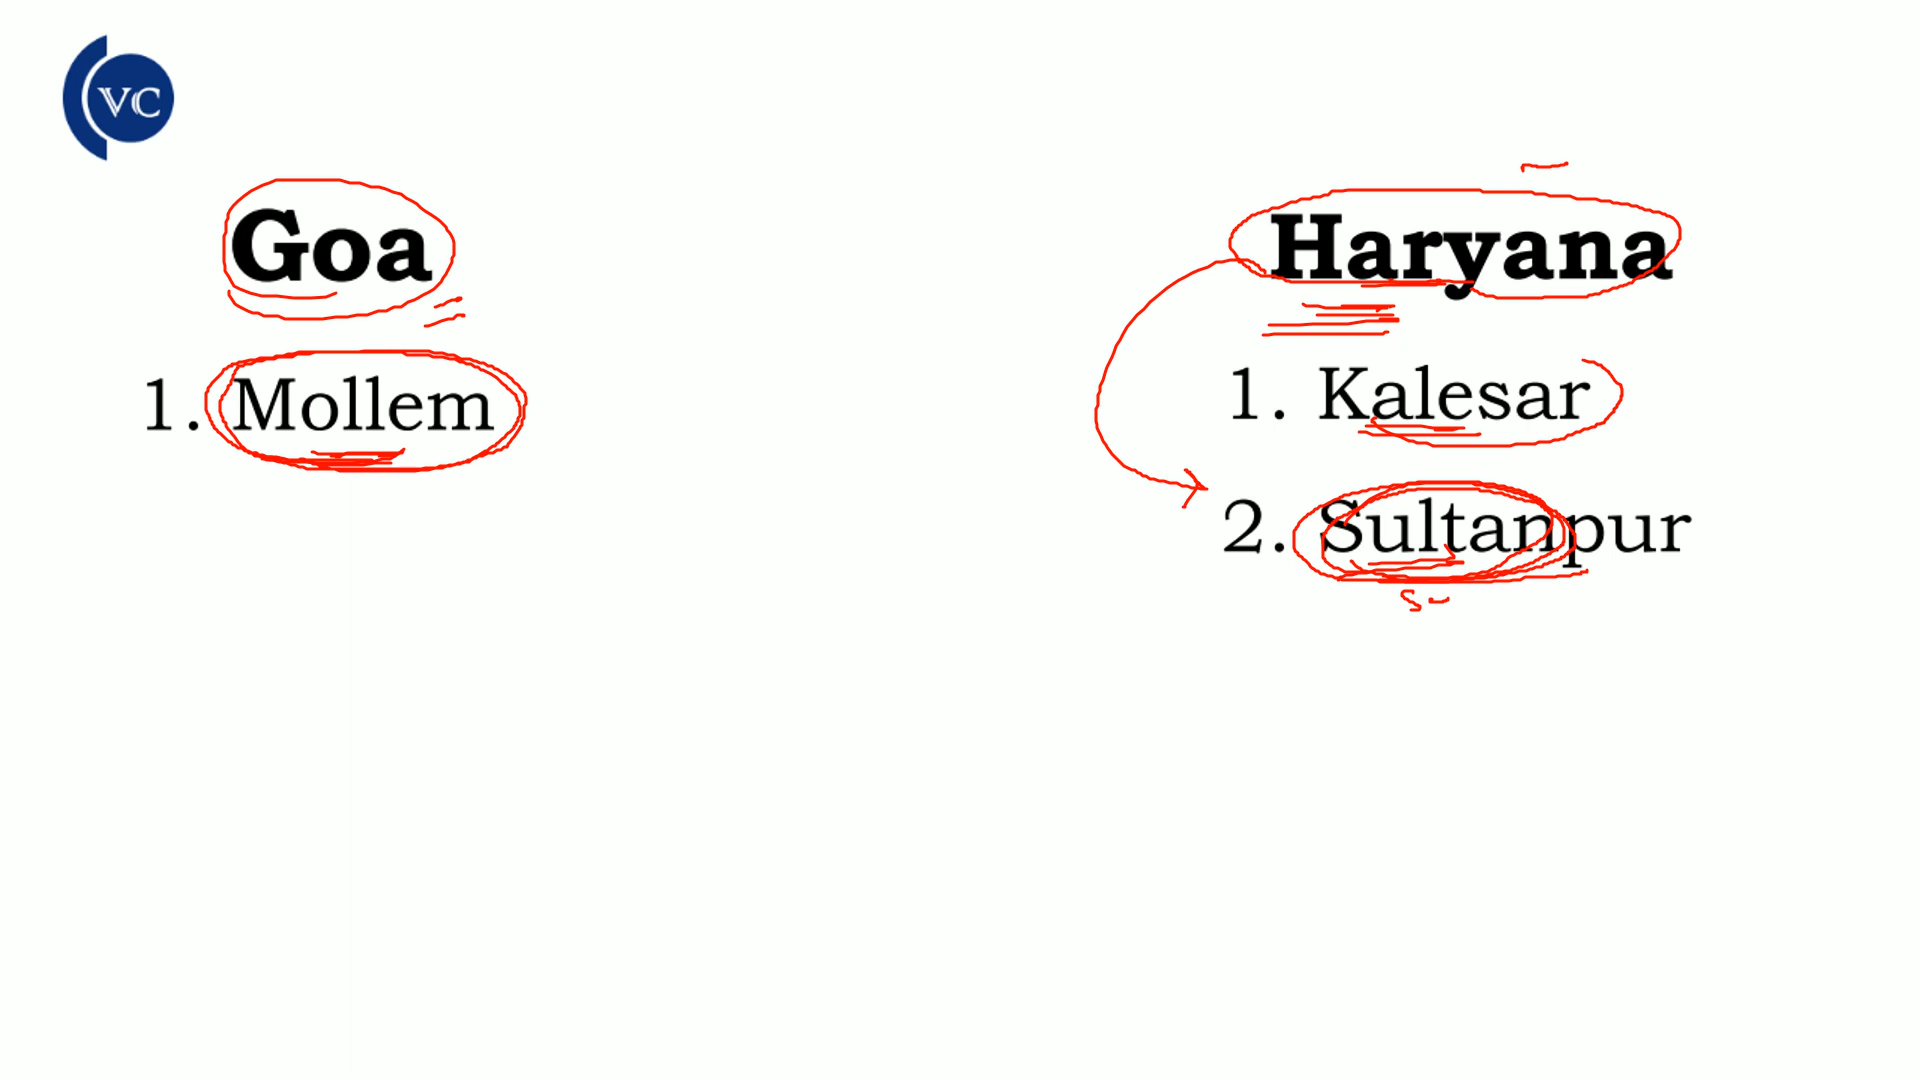 VC
Goa
1. Mollem
Haryana
1. Kalesar
2. Sultanpur